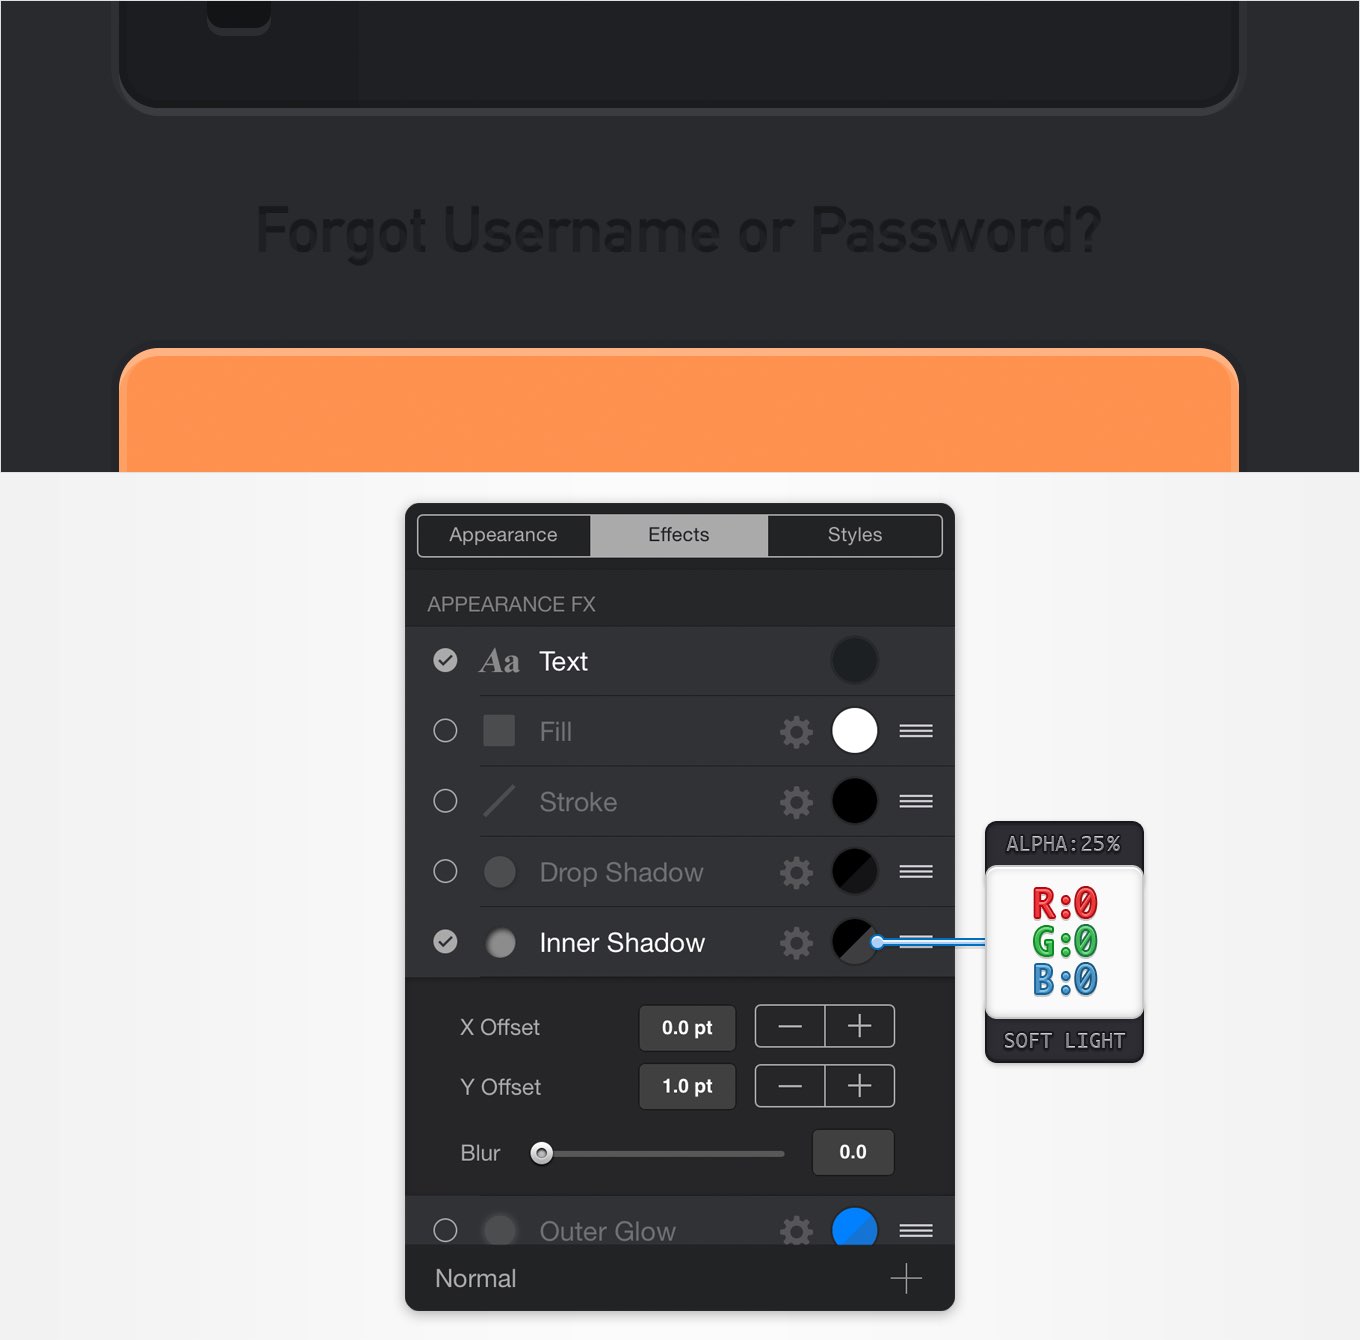 Forgot Username or Password?
Appearance Effects Styles
APPEARANCE FX
Aa Text
Fill
Stroke
Drop Shadow
Inner Shadow
ALPHA:25%
R:0
G:0
B:0
SOFT LIGHT
X Offset 0.0 pt
Y Offset 1.0 pt
Blur 0.0
Outer Glow
Normal